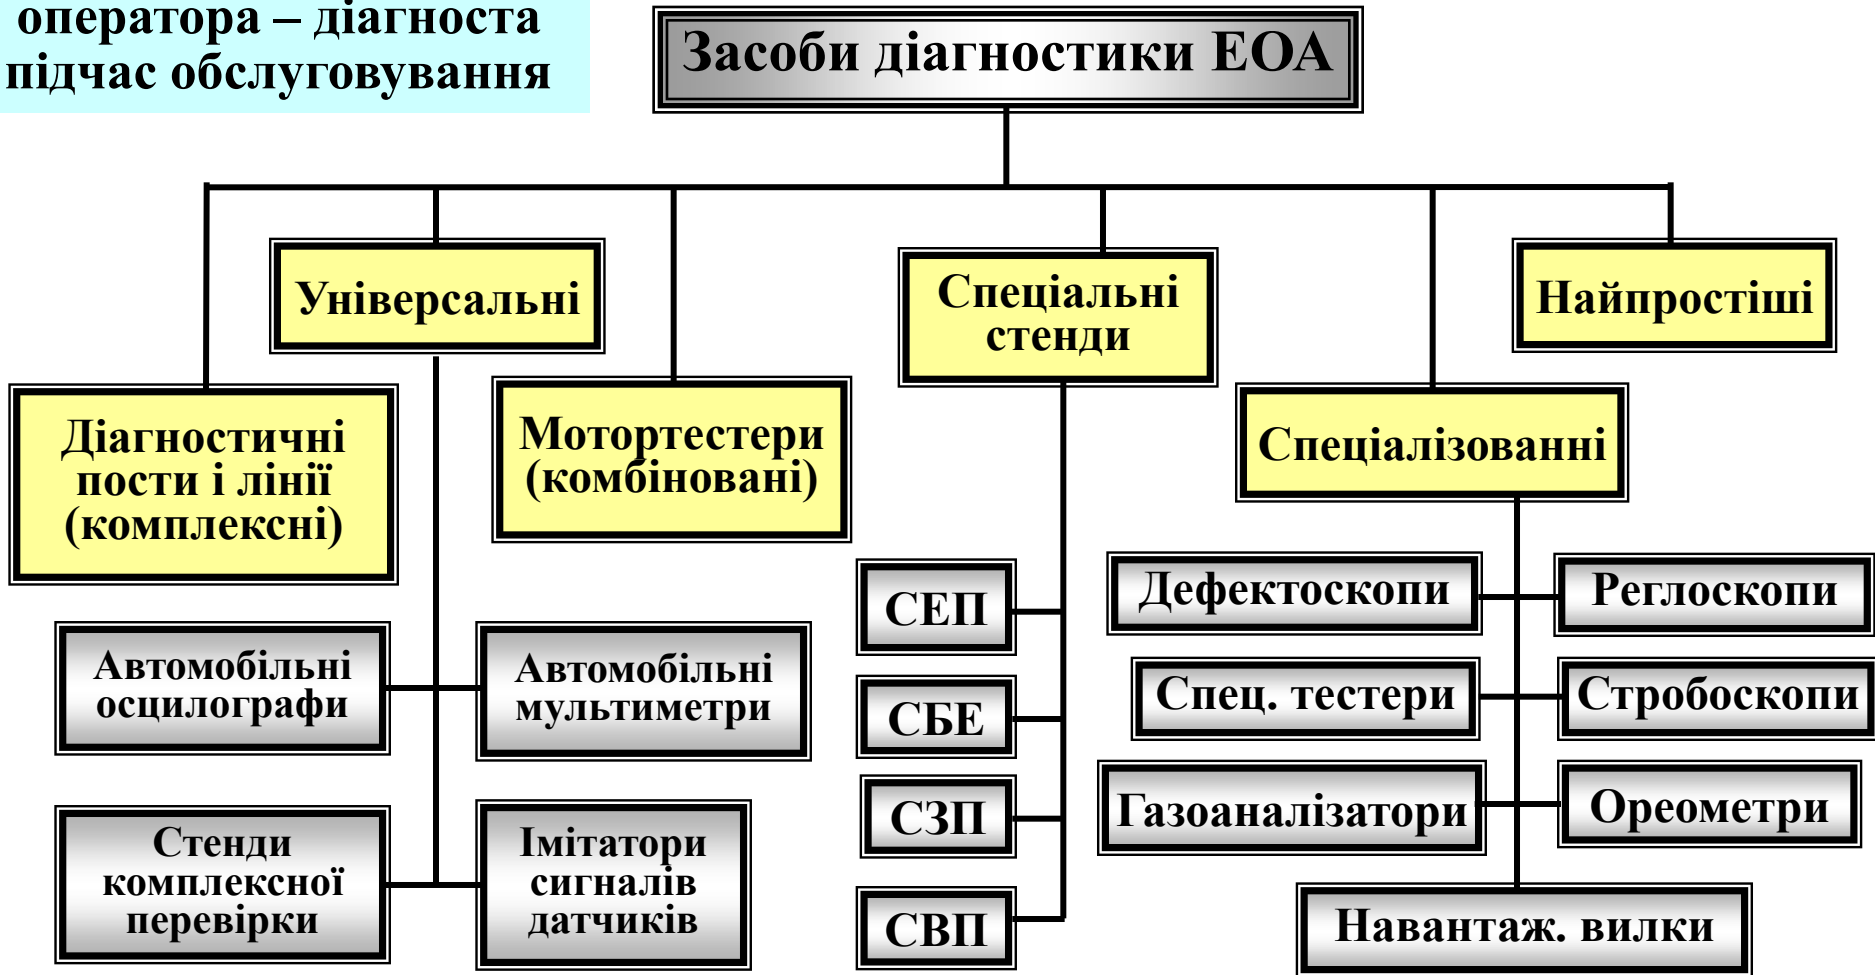 оператора – діагноста
підчас обслуговування
Засоби діагностики ЕОА
Універсальні
Спеціальні
стенди
Найпростіші
Діагностичні
пости і лінії
(комплексні)
Мотортестери
(комбіновані)
Спеціалізованні
Автомобільні
осцилографи
Автомобільні
мультиметри
Стенди
комплексної
перевірки
Імітатори
сигналів
датчиків
СЕП
СБЕ
СЗП
СВП
Дефектоскопи
Реглоскопи
Спец. тестери
Стробоскопи
Газоаналізатори
Ореометри
Навантаж. вилки